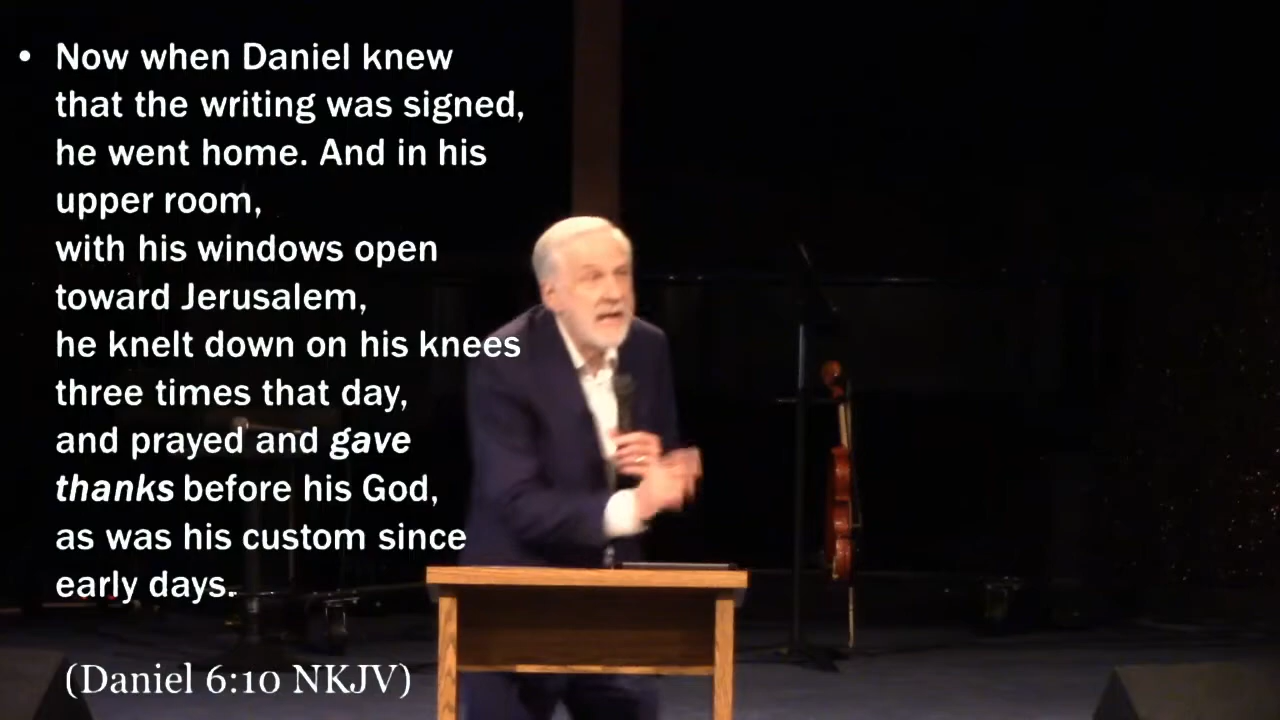 • Now when Daniel knew
that the writing was signed,
he went home. And in his
upper room,
with his windows open
toward Jerusalem,
he knelt down on his knees
three times that day,
and prayed and gave
thanks before his God,
as was his custom since
early days.
(Daniel 6:10 NKJV)